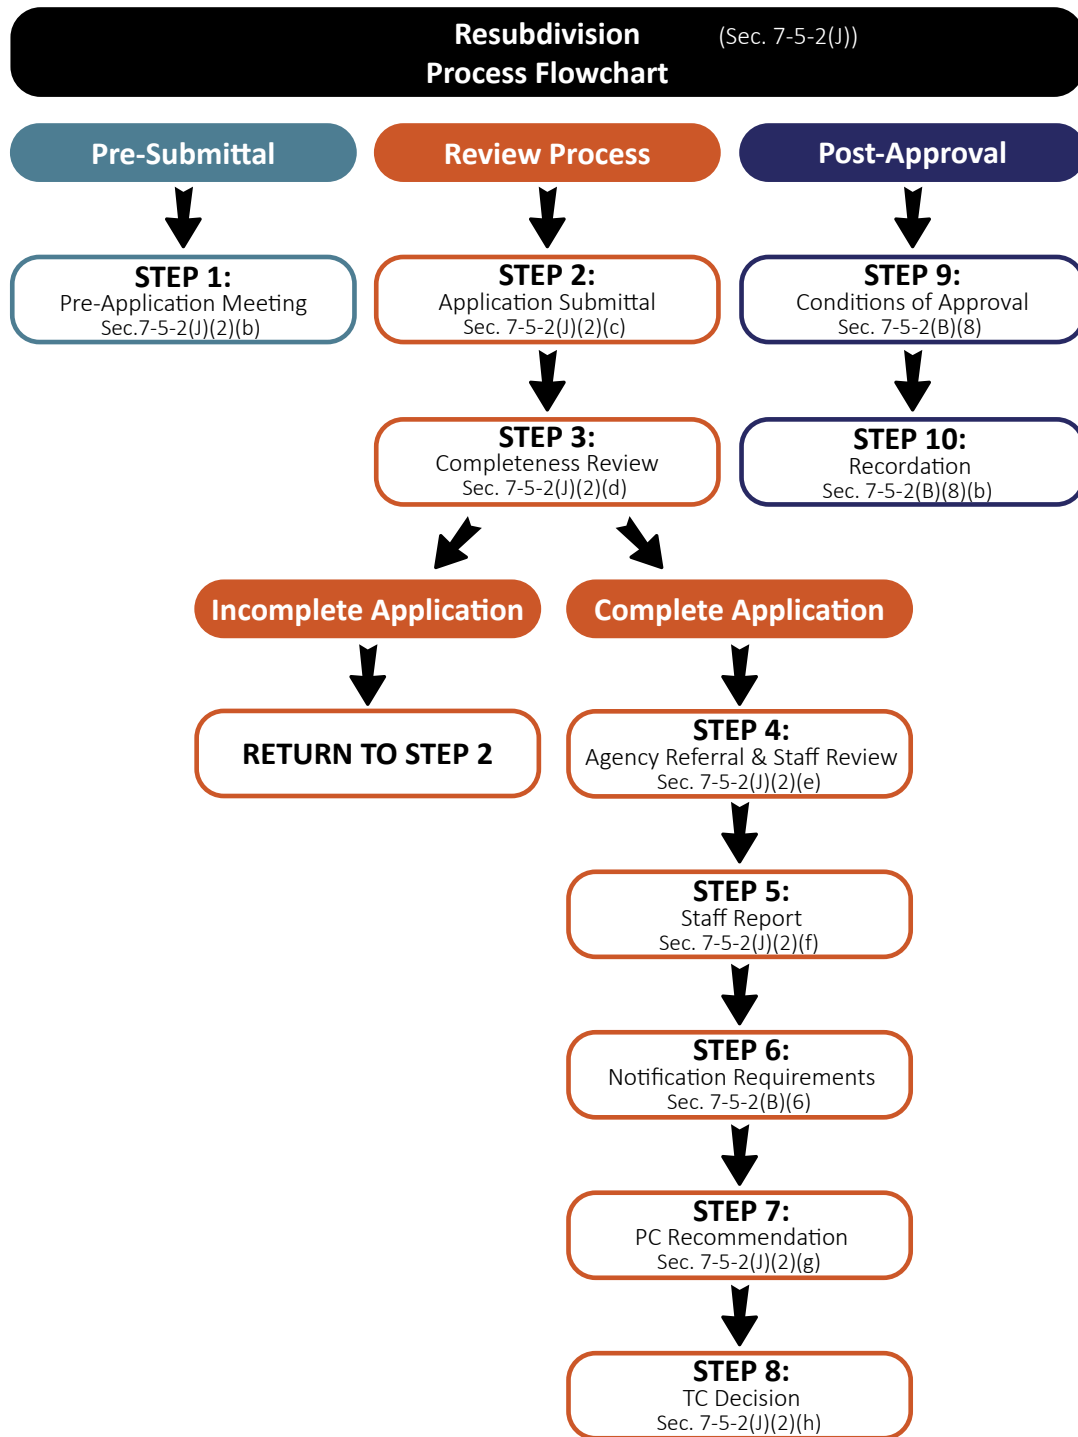 Resubdivision (Sec. 7-5-2(J))
Process Flowchart
Pre-Submittal
Review Process
Post-Approval
STEP 1:
Pre-Application Meeting
Sec.7-5-2(J)(2)(b)
STEP 2:
Application Submittal
Sec. 7-5-2(J)(2)(c)
STEP 9:
Conditions of Approval
Sec. 7-5-2(B)(8)
STEP 3:
Completeness Review
Sec. 7-5-2(J)(2)(d)
STEP 10:
Recordation
Sec. 7-5-2(B)(8)(b)
Incomplete Application
Complete Application
RETURN TO STEP 2
STEP 4:
Agency Referral & Staff Review
Sec. 7-5-2(J)(2)(e)
STEP 5:
Staff Report
Sec. 7-5-2(J)(2)(f)
STEP 6:
Notification Requirements
Sec. 7-5-2(B)(6)
STEP 7:
PC Recommendation
Sec. 7-5-2(J)(2)(g)
STEP 8:
TC Decision
Sec. 7-5-2(J)(2)(h)